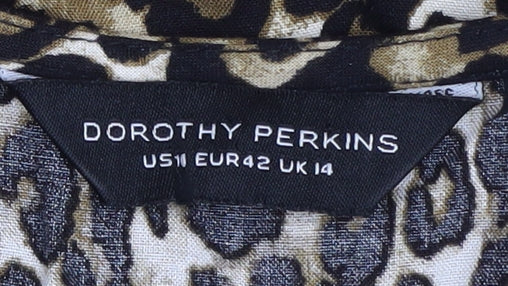 DOROTHY PERKINS
US11 EUR42 UK14